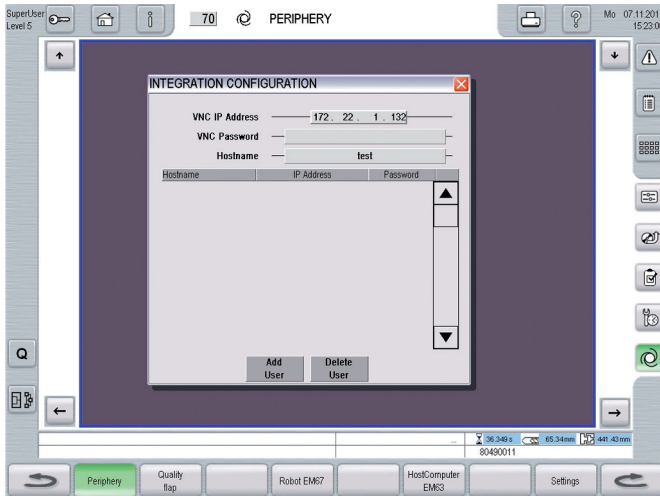 SuperUser
Level 5
70
PERIPHERY
Mo 07.11.201
15:23:0
INTEGRATION CONFIGURATION
VNC IP Address 172. 22. 1. 132
VNC Password
Hostname test
Hostname IP Address Password
Add User
Delete User
Q
... 36.349 s 65.34mm 441.43mm
80490011
Periphery
Quality flap
Robot EM67
HostComputer EM63
Settings